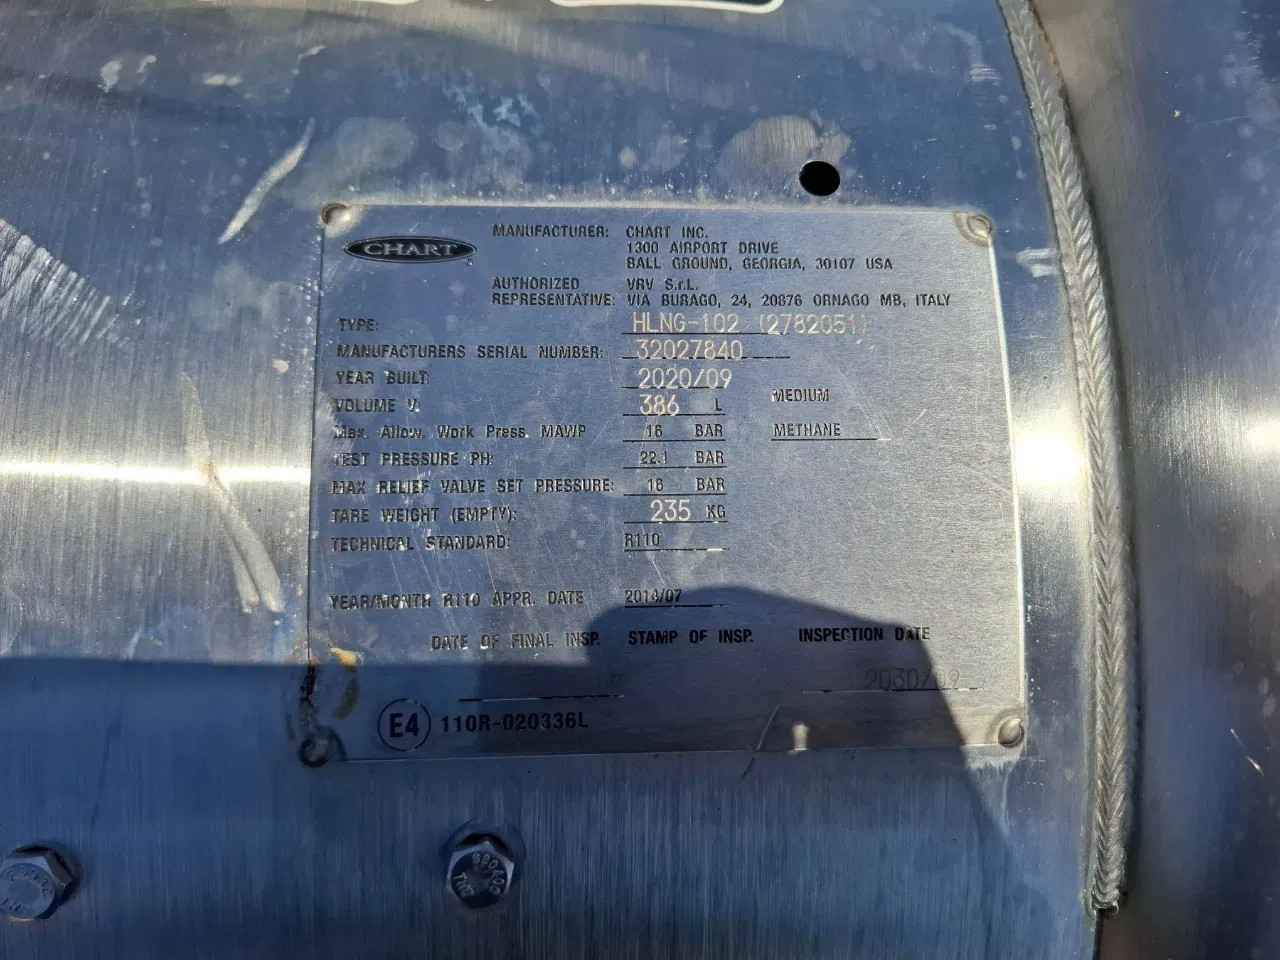 CHART
MANUFACTURER: CHART INC.
1300 AIRPORT DRIVE
BALL GROUND, GEORGIA, 30107 USA
AUTHORIZED REPRESENTATIVE: VRV S.r.L.
VIA BURAGO, 24, 20876 ORNAGO MB, ITALY
TYPE: HLNG-102 (2782051)
MANUFACTURERS SERIAL NUMBER: 32027840
YEAR BUILT: 2020/09
VOLUME V: 386 L MEDIUM
Max. Allow. Work Press. MAWP 16 BAR METHANE
TEST PRESSURE PH: 22.1 BAR
MAX RELIEF VALVE SET PRESSURE: 16 BAR
TARE WEIGHT (EMPTY): 235 KG
TECHNICAL STANDARD: R110
YEAR/MONTH R110 APPR. DATE 2014/07
DATE OF FINAL INSP. STAMP OF INSP. INSPECTION DATE
E4 110R-020336L